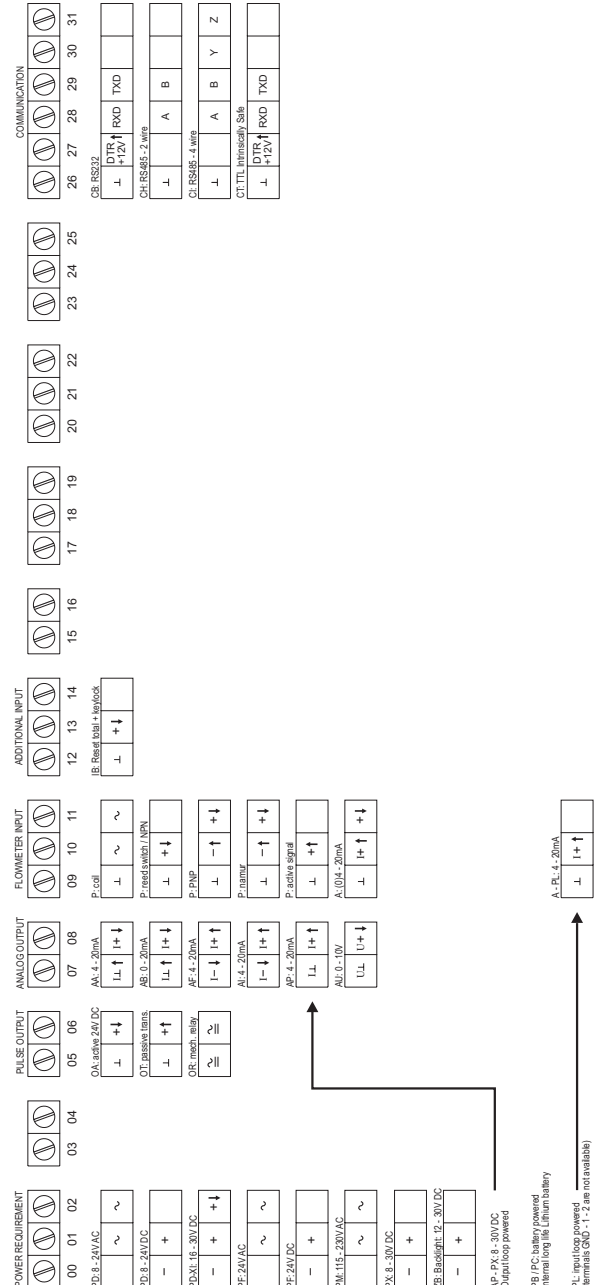 POWER REQUIREMENT
00 01 02
03 04
PULSE OUTPUT
05 06
ANALOG OUTPUT
07 08
FLOWMETER INPUT
09 10 11
ADDITIONAL INPUT
12 13 14
15 16
17 18 19
20 21 22
23 24 25
COMMUNICATION
26 27 28 29 30 31
PD: 8 - 24V AC
~ ~
PD: 8 - 24V DC
− +
PD-XI: 16 - 30V DC
− + +↓
PF: 24V AC
~ ~
PF: 24V DC
− +
PM: 115 - 230V AC
~ ~
PX: 8 - 30V DC
− +
ZB: Backlight: 12 - 30V DC
− +
AP - PX: 8 - 30V DC
Output loop powered
PB / PC: battery powered
internal long life Lithium battery
PL: input loop powered
terminals GND - 1 - 2 are not available)
OA: active 24V DC
⊥ +↓
OT: passive trans.
⊥ +↑
OR: mech. relay
≂ ≂
AA: 4 - 20mA
I⊥↑ I+↓
AB: 0 - 20mA
I⊥↑ I+↓
AF: 4 - 20mA
I−↓ I+↑
AI: 4 - 20mA
I−↓ I+↑
AP: 4 - 20mA
I⊥ I+↑
AU: 0 - 10V
U⊥ U+↓
P: coil
⊥ ~ ~
P: reed switch / NPN
⊥ +↓
P: PNP
⊥ −↑ +↓
P: namur
⊥ −↑ +↓
P: active signal
⊥ +↑
A: (0)4 - 20mA
⊥ I+↑ +↓
A - PL: 4 - 20mA
⊥ I+↑
IB: Reset total + keylock
⊥ +↓
CB: RS232
⊥ DTR +12V↑ RXD TXD
CH: RS485 - 2 wire
⊥ A B
CI: RS485 - 4 wire
⊥ A B Y Z
CT: TTL Intrinsically Safe
⊥ DTR +12V↑ RXD TXD